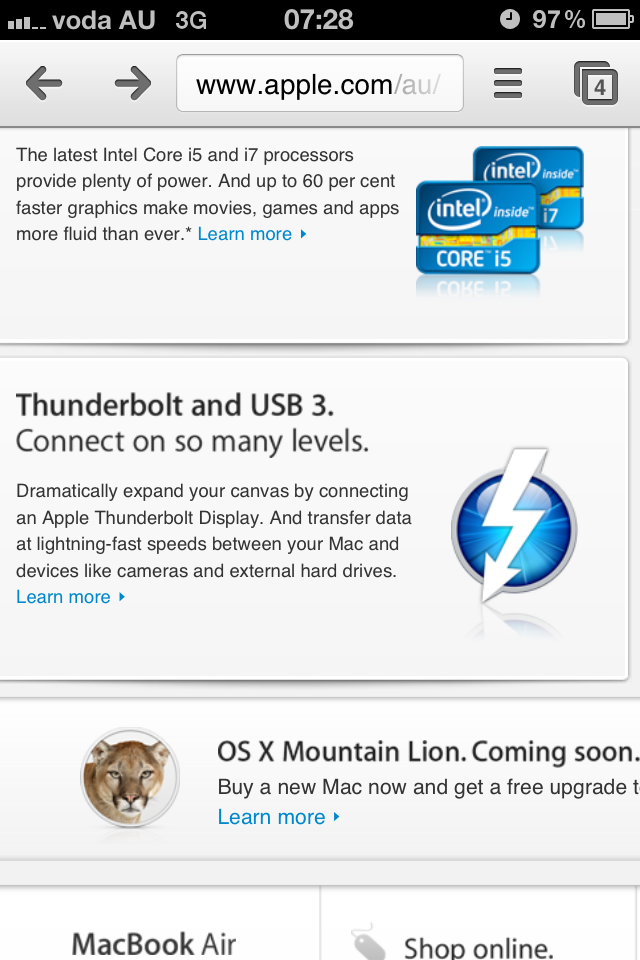 voda AU 3G 07:28 97%
www.apple.com/au/
4
The latest Intel Core i5 and i7 processors
provide plenty of power. And up to 60 per cent
faster graphics make movies, games and apps
more fluid than ever.* Learn more
intel inside™
i7
intel inside™
CORE™ i5
Thunderbolt and USB 3.
Connect on so many levels.
Dramatically expand your canvas by connecting
an Apple Thunderbolt Display. And transfer data
at lightning-fast speeds between your Mac and
devices like cameras and external hard drives.
Learn more
OS X Mountain Lion. Coming soon.
Buy a new Mac now and get a free upgrade t
Learn more
MacBook Air
Shop online.